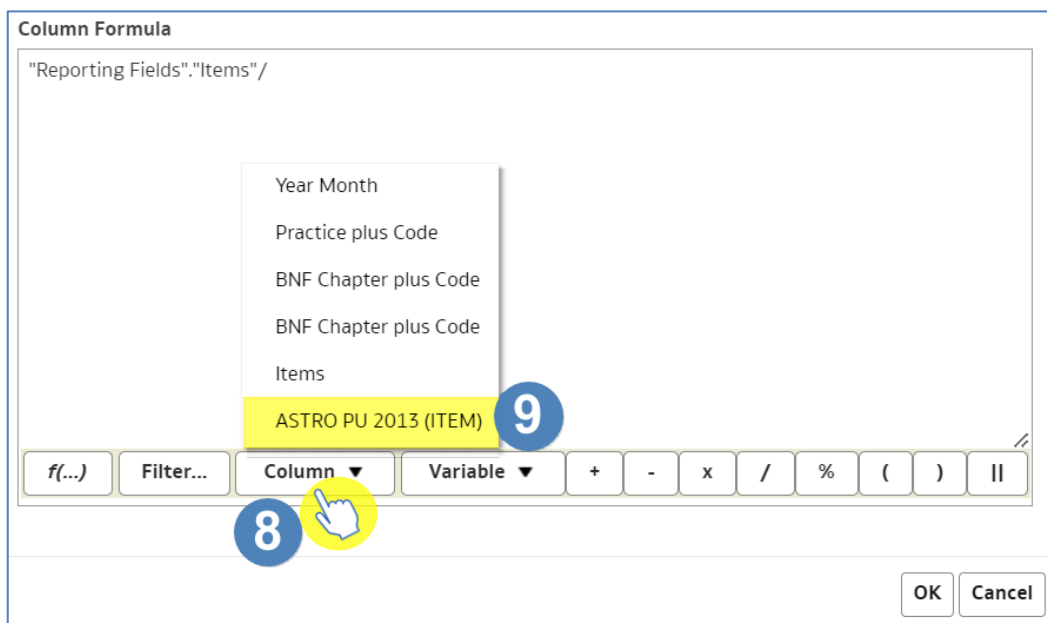 Column Formula
"Reporting Fields"."Items"/
Year Month
Practice plus Code
BNF Chapter plus Code
BNF Chapter plus Code
Items
ASTRO PU 2013 (ITEM) 9
f(...) Filter... Column ▼ Variable ▼ + - x / % ( ) ||
8
OK Cancel